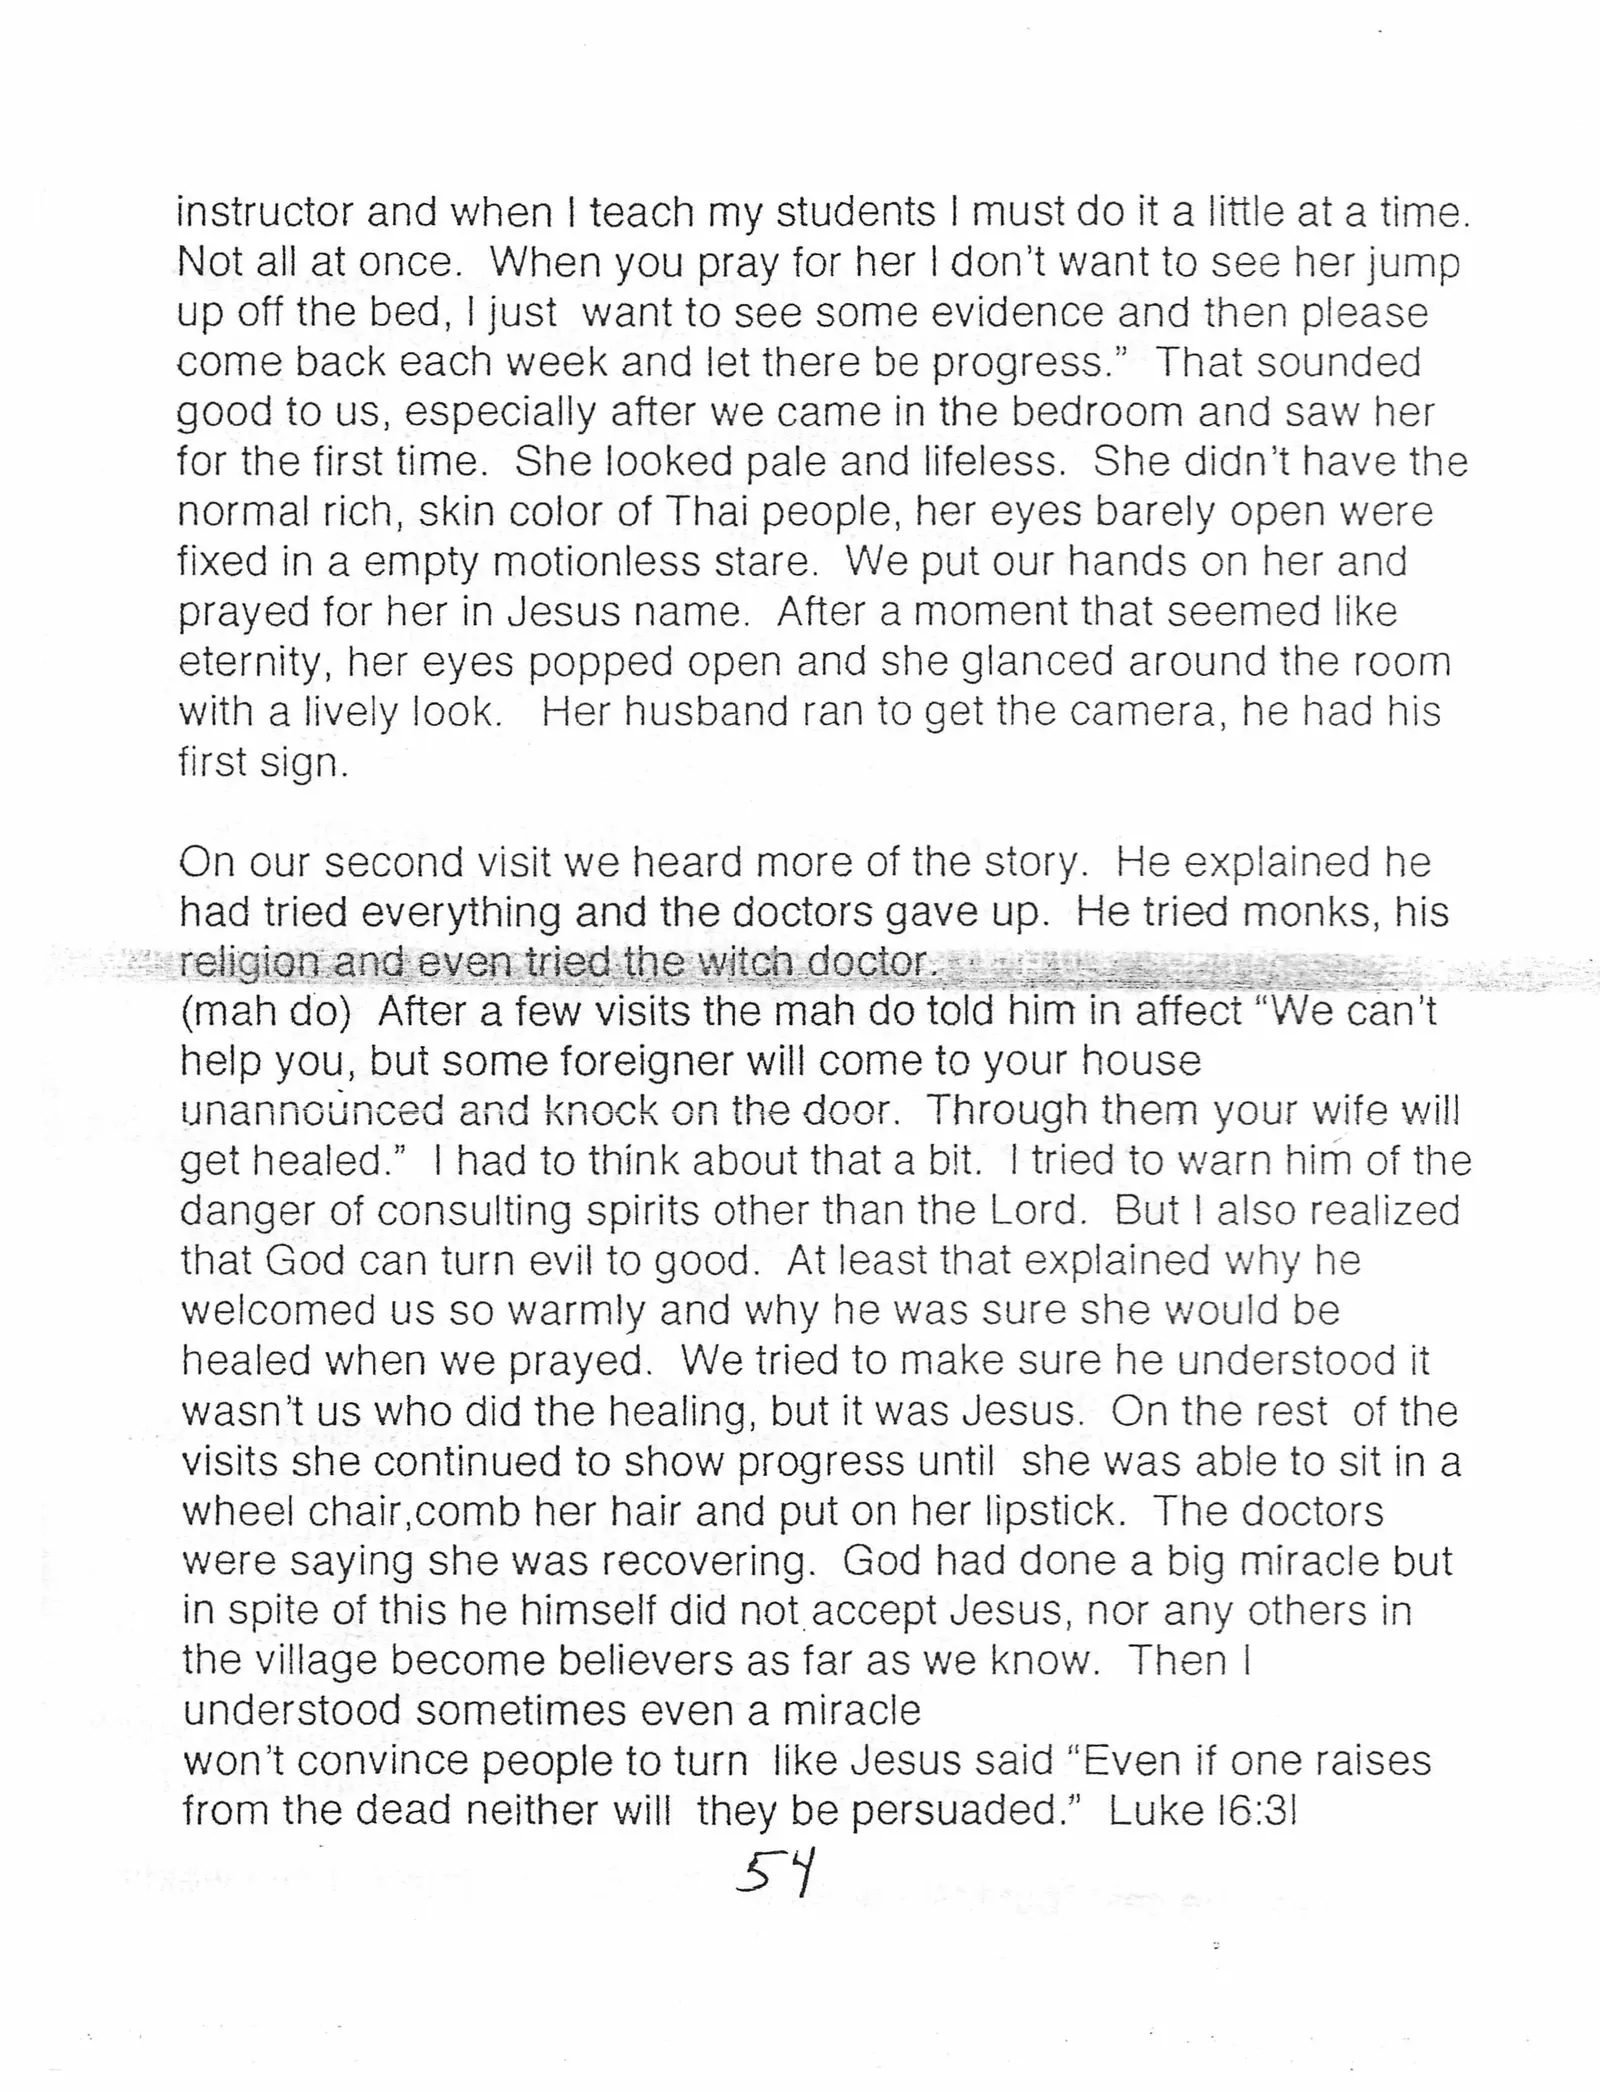 instructor and when I teach my students I must do it a little at a time.
Not all at once.  When you pray for her I don't want to see her jump
up off the bed, I just  want to see some evidence and then please
come back each week and let there be progress."  That sounded
good to us, especially after we came in the bedroom and saw her
for the first time.  She looked pale and lifeless.  She didn't have the
normal rich, skin color of Thai people, her eyes barely open were
fixed in a empty motionless stare.  We put our hands on her and
prayed for her in Jesus name.  After a moment that seemed like
eternity, her eyes popped open and she glanced around the room
with a lively look.   Her husband ran to get the camera, he had his
first sign.

On our second visit we heard more of the story.  He explained he
had tried everything and the doctors gave up.  He tried monks, his
religion and even tried the witch doctor.
(mah do)  After a few visits the mah do told him in affect "We can't
help you, but some foreigner will come to your house
unannounced and knock on the door.  Through them your wife will
get healed."  I had to think about that a bit.  I tried to warn him of the
danger of consulting spirits other than the Lord.  But I also realized
that God can turn evil to good.  At least that explained why he
welcomed us so warmly and why he was sure she would be
healed when we prayed.  We tried to make sure he understood it
wasn't us who did the healing, but it was Jesus.  On the rest  of the
visits she continued to show progress until  she was able to sit in a
wheel chair,comb her hair and put on her lipstick.  The doctors
were saying she was recovering.  God had done a big miracle but
in spite of this he himself did not accept Jesus, nor any others in
the village become believers as far as we know.  Then I
understood sometimes even a miracle
won't convince people to turn  like Jesus said "Even if one raises
from the dead neither will  they be persuaded."  Luke I6:3I
54